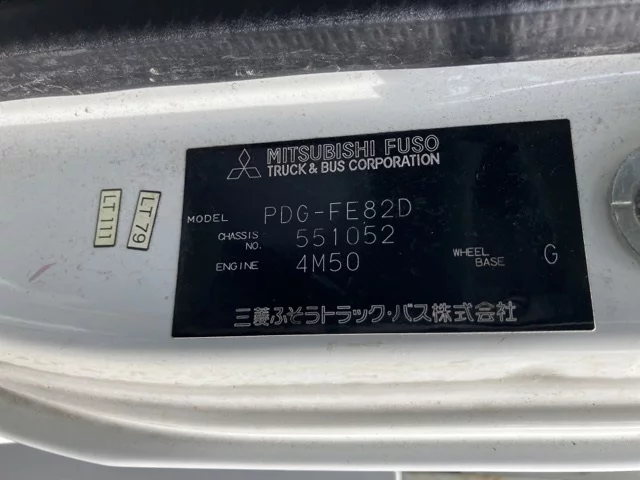 MITSUBISHI FUSO
TRUCK & BUS CORPORATION
MODEL PDG-FE82D
CHASSIS NO. 551052
ENGINE 4M50 WHEEL BASE G
三菱ふそうトラック・バス株式会社
LT111
LT79